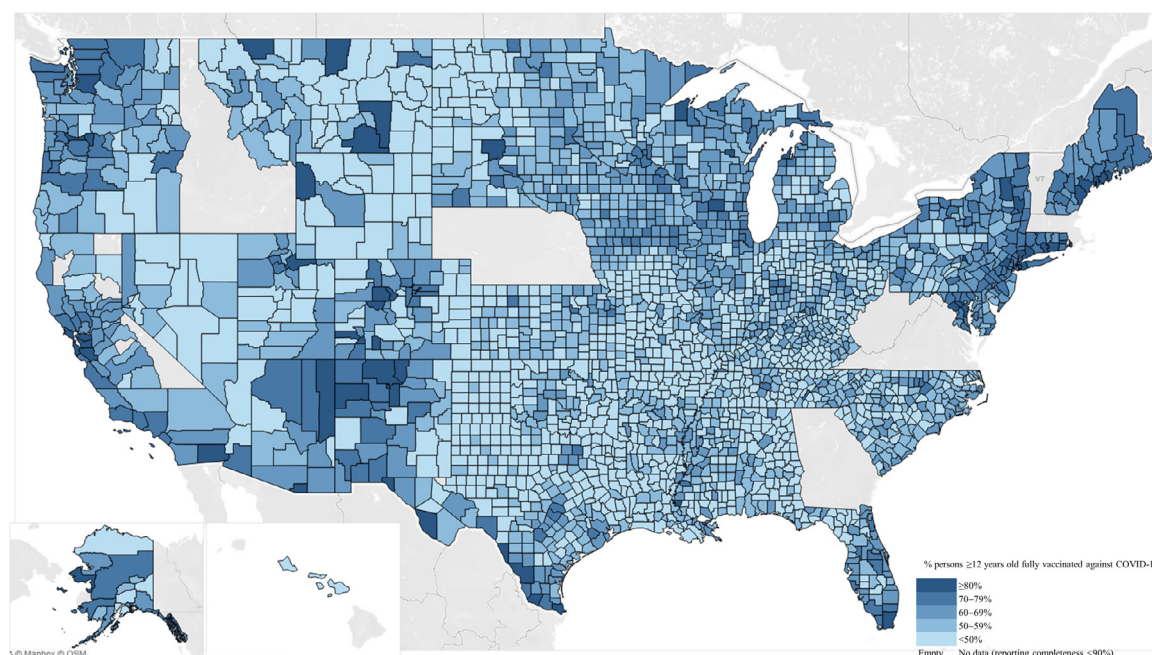 VT
% persons ≥12 years old fully vaccinated against COVID-1
≥80%
70–79%
60–69%
50–59%
<50%
Empty No data (reporting completeness ≤90%)
© Mapbox © OSM